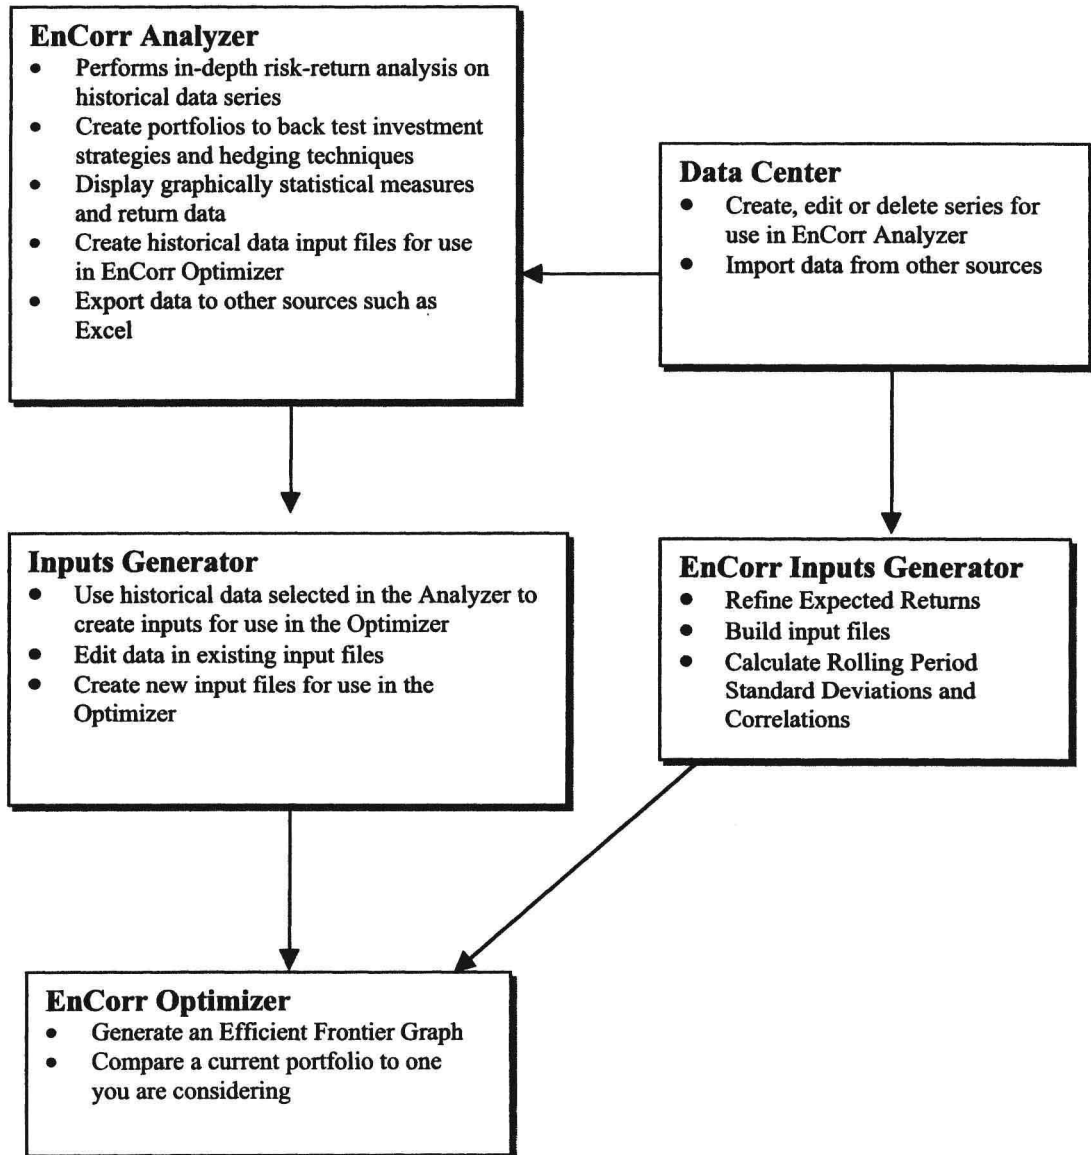 EnCorr Analyzer
• Performs in-depth risk-return analysis on
historical data series
• Create portfolios to back test investment
strategies and hedging techniques
• Display graphically statistical measures
and return data
• Create historical data input files for use
in EnCorr Optimizer
• Export data to other sources such as
Excel
Data Center
• Create, edit or delete series for
use in EnCorr Analyzer
• Import data from other sources
Inputs Generator
• Use historical data selected in the Analyzer to
create inputs for use in the Optimizer
• Edit data in existing input files
• Create new input files for use in the
Optimizer
EnCorr Inputs Generator
• Refine Expected Returns
• Build input files
• Calculate Rolling Period
Standard Deviations and
Correlations
EnCorr Optimizer
• Generate an Efficient Frontier Graph
• Compare a current portfolio to one
you are considering